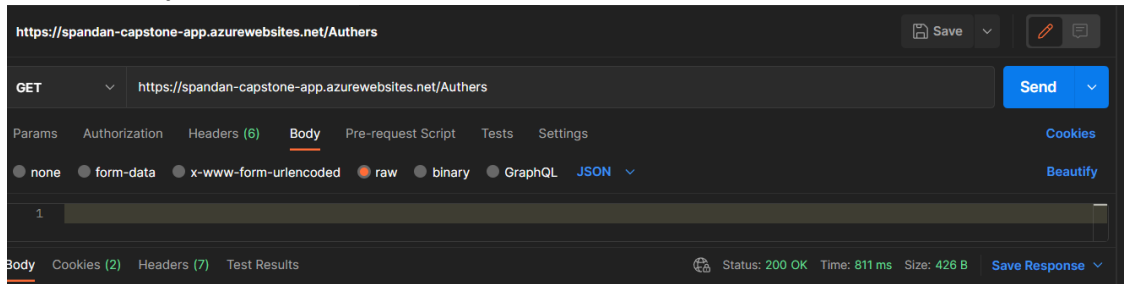 https://spandan-capstone-app.azurewebsites.net/Authers Save
GET https://spandan-capstone-app.azurewebsites.net/Authers Send
Params Authorization Headers (6) Body Pre-request Script Tests Settings Cookies
none form-data x-www-form-urlencoded raw binary GraphQL JSON Beautify
1
Body Cookies (2) Headers (7) Test Results Status: 200 OK Time: 811 ms Size: 426 B Save Response